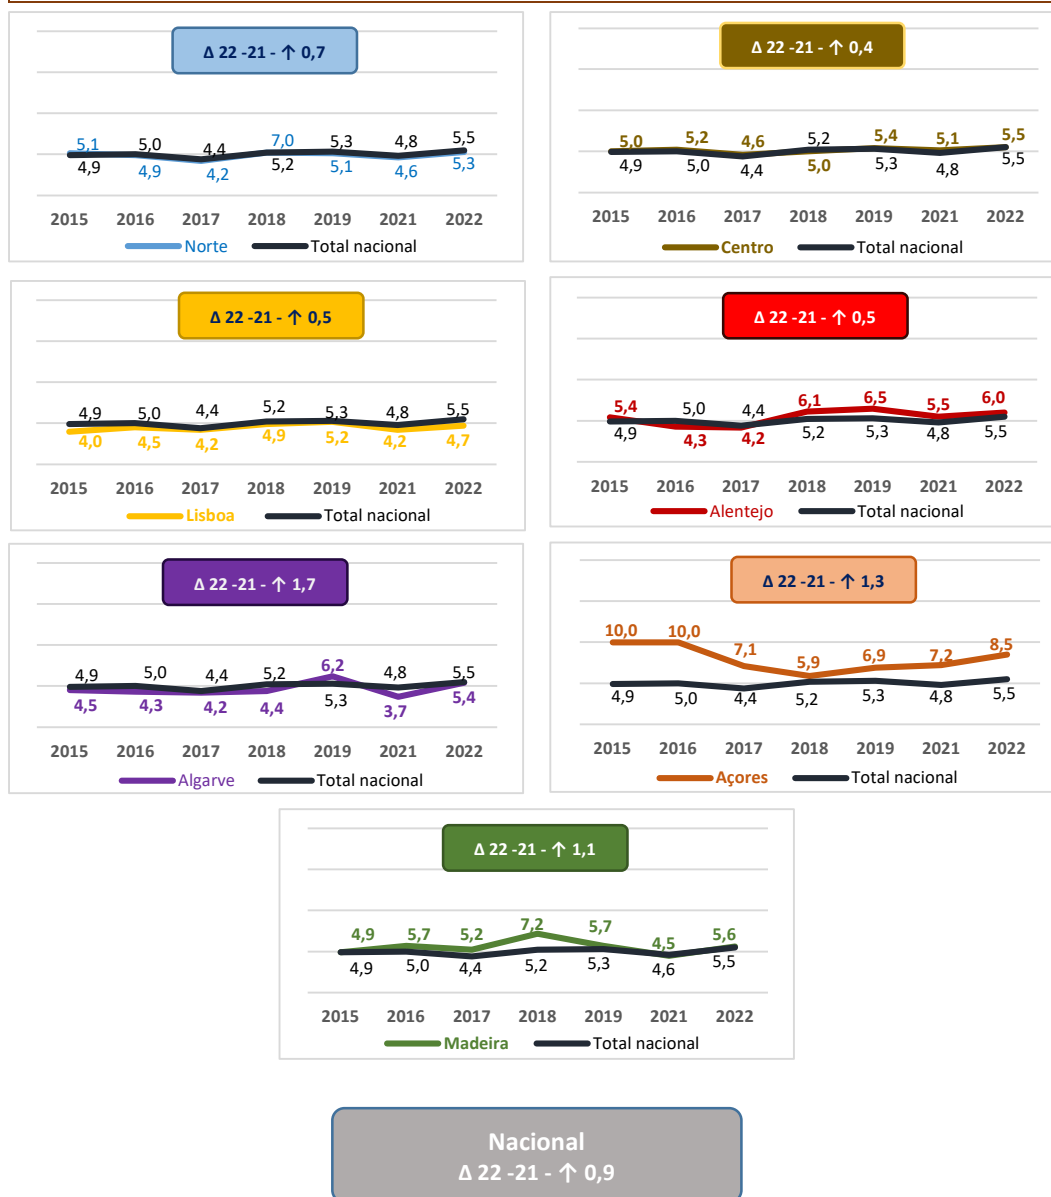 Δ 22 -21 - ↑ 0,7
5,1 5,0 4,4 7,0 5,3 4,8 5,5
4,9 4,9 4,2 5,2 5,1 4,6 5,3
2015 2016 2017 2018 2019 2021 2022
Norte Total nacional
Δ 22 -21 - ↑ 0,4
5,0 5,2 4,6 5,2 5,4 5,1 5,5
4,9 5,0 4,4 5,0 5,3 4,8 5,5
2015 2016 2017 2018 2019 2021 2022
Centro Total nacional
Δ 22 -21 - ↑ 0,5
4,9 5,0 4,4 5,2 5,3 4,8 5,5
4,0 4,5 4,2 4,9 5,2 4,2 4,7
2015 2016 2017 2018 2019 2021 2022
Lisboa Total nacional
Δ 22 -21 - ↑ 0,5
5,4 5,0 4,4 6,1 6,5 5,5 6,0
4,9 4,3 4,2 5,2 5,3 4,8 5,5
2015 2016 2017 2018 2019 2021 2022
Alentejo Total nacional
Δ 22 -21 - ↑ 1,7
4,9 5,0 4,4 5,2 6,2 4,8 5,5
4,5 4,3 4,2 4,4 5,3 3,7 5,4
2015 2016 2017 2018 2019 2021 2022
Algarve Total nacional
Δ 22 -21 - ↑ 1,3
10,0 10,0 7,1 5,9 6,9 7,2 8,5
4,9 5,0 4,4 5,2 5,3 4,8 5,5
2015 2016 2017 2018 2019 2021 2022
Açores Total nacional
Δ 22 -21 - ↑ 1,1
4,9 5,7 5,2 7,2 5,7 4,5 5,6
4,9 5,0 4,4 5,2 5,3 4,6 5,5
2015 2016 2017 2018 2019 2021 2022
Madeira Total nacional
Nacional
Δ 22 -21 - ↑ 0,9